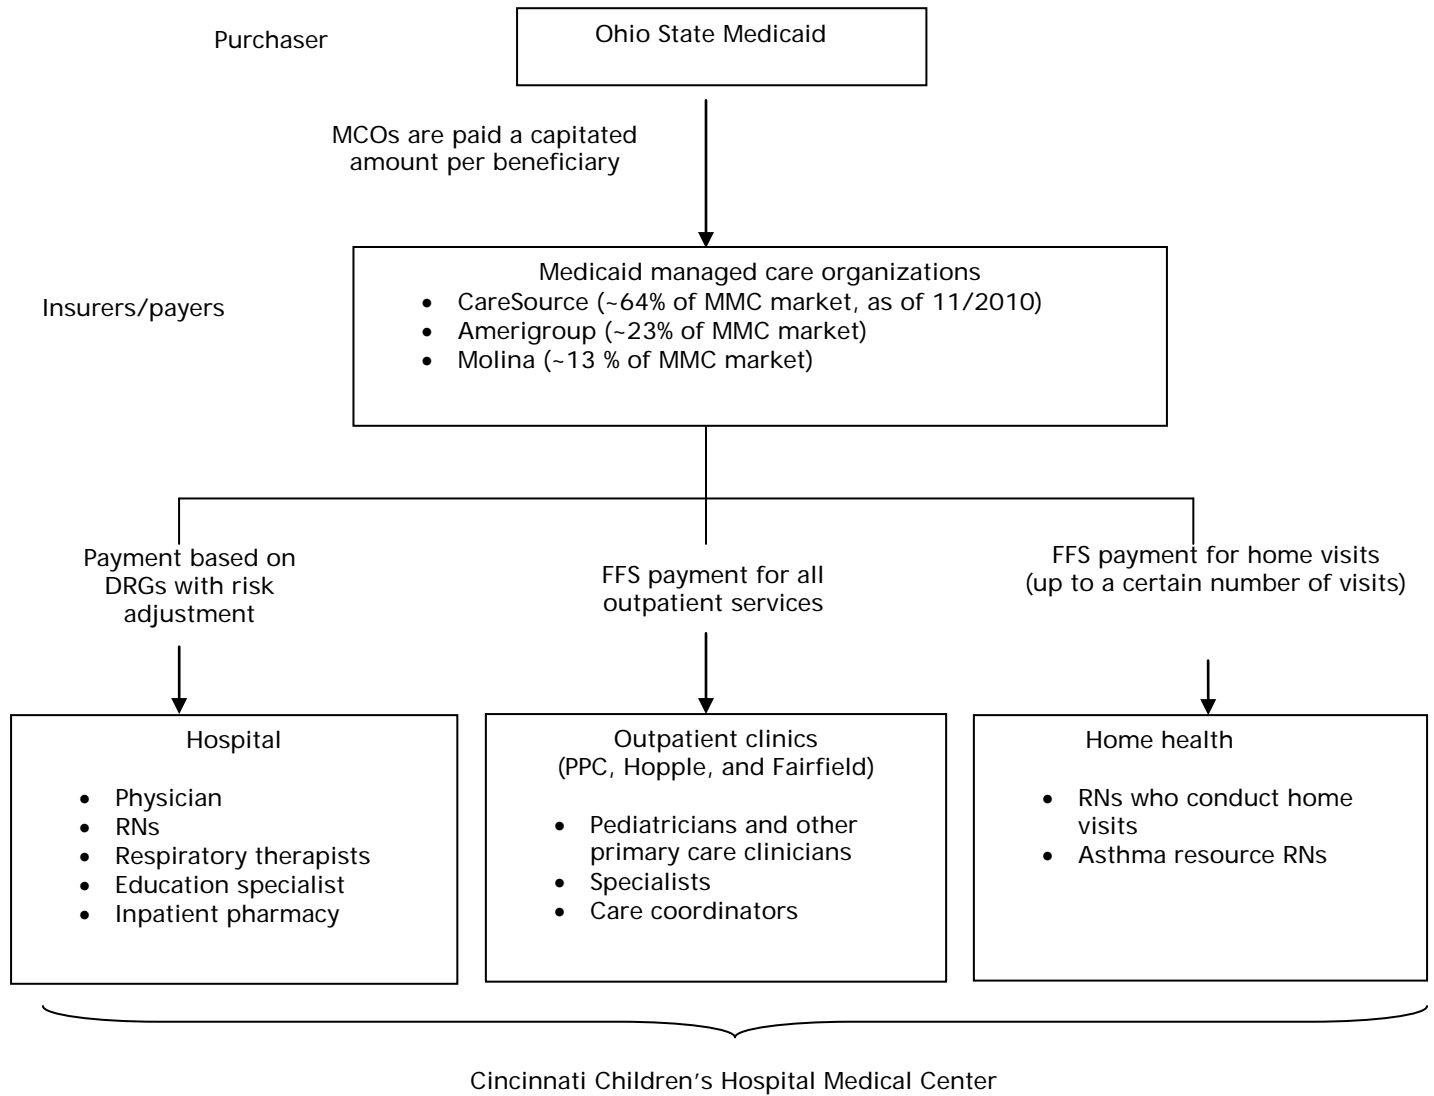 Purchaser
Ohio State Medicaid
MCOs are paid a capitated
amount per beneficiary
Insurers/payers
Medicaid managed care organizations
• CareSource (~64% of MMC market, as of 11/2010)
• Amerigroup (~23% of MMC market)
• Molina (~13 % of MMC market)
Payment based on
DRGs with risk
adjustment
FFS payment for all
outpatient services
FFS payment for home visits
(up to a certain number of visits)
Hospital
• Physician
• RNs
• Respiratory therapists
• Education specialist
• Inpatient pharmacy
Outpatient clinics
(PPC, Hopple, and Fairfield)
• Pediatricians and other
primary care clinicians
• Specialists
• Care coordinators
Home health
• RNs who conduct home
visits
• Asthma resource RNs
Cincinnati Children’s Hospital Medical Center